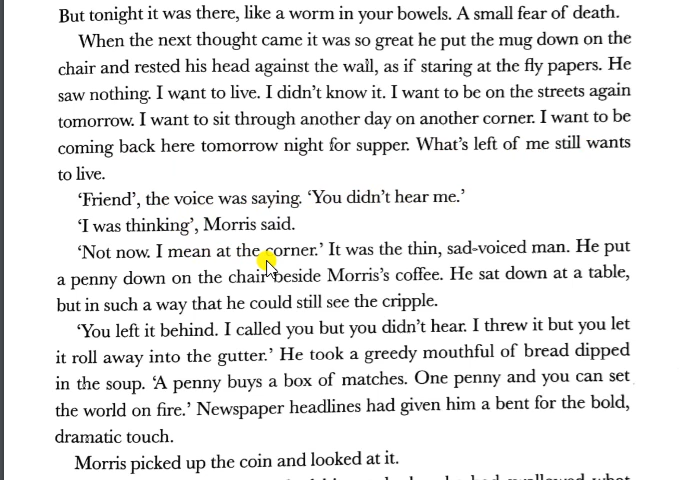 But tonight it was there, like a worm in your bowels. A small fear of death.
When the next thought came it was so great he put the mug down on the
chair and rested his head against the wall, as if staring at the fly papers. He
saw nothing. I want to live. I didn’t know it. I want to be on the streets again
tomorrow. I want to sit through another day on another corner. I want to be
coming back here tomorrow night for supper. What’s left of me still wants
to live.
‘Friend’, the voice was saying. ‘You didn’t hear me.’
‘I was thinking’, Morris said.
‘Not now. I mean at the corner.’ It was the thin, sad-voiced man. He put
a penny down on the chair beside Morris’s coffee. He sat down at a table,
but in such a way that he could still see the cripple.
‘You left it behind. I called you but you didn’t hear. I threw it but you let
it roll away into the gutter.’ He took a greedy mouthful of bread dipped
in the soup. ‘A penny buys a box of matches. One penny and you can set
the world on fire.’ Newspaper headlines had given him a bent for the bold,
dramatic touch.
Morris picked up the coin and looked at it.